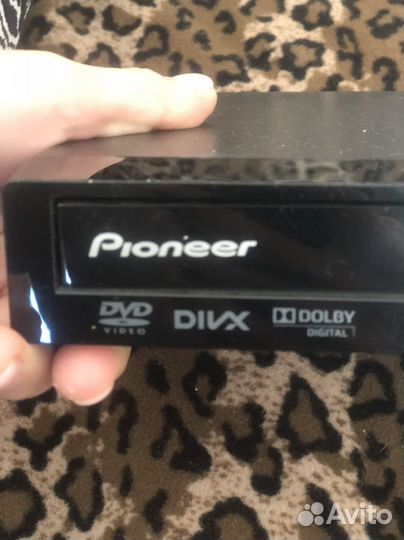 Pioneer
DVD DIVX DOLBY
VIDEO DIGITAL
Avito